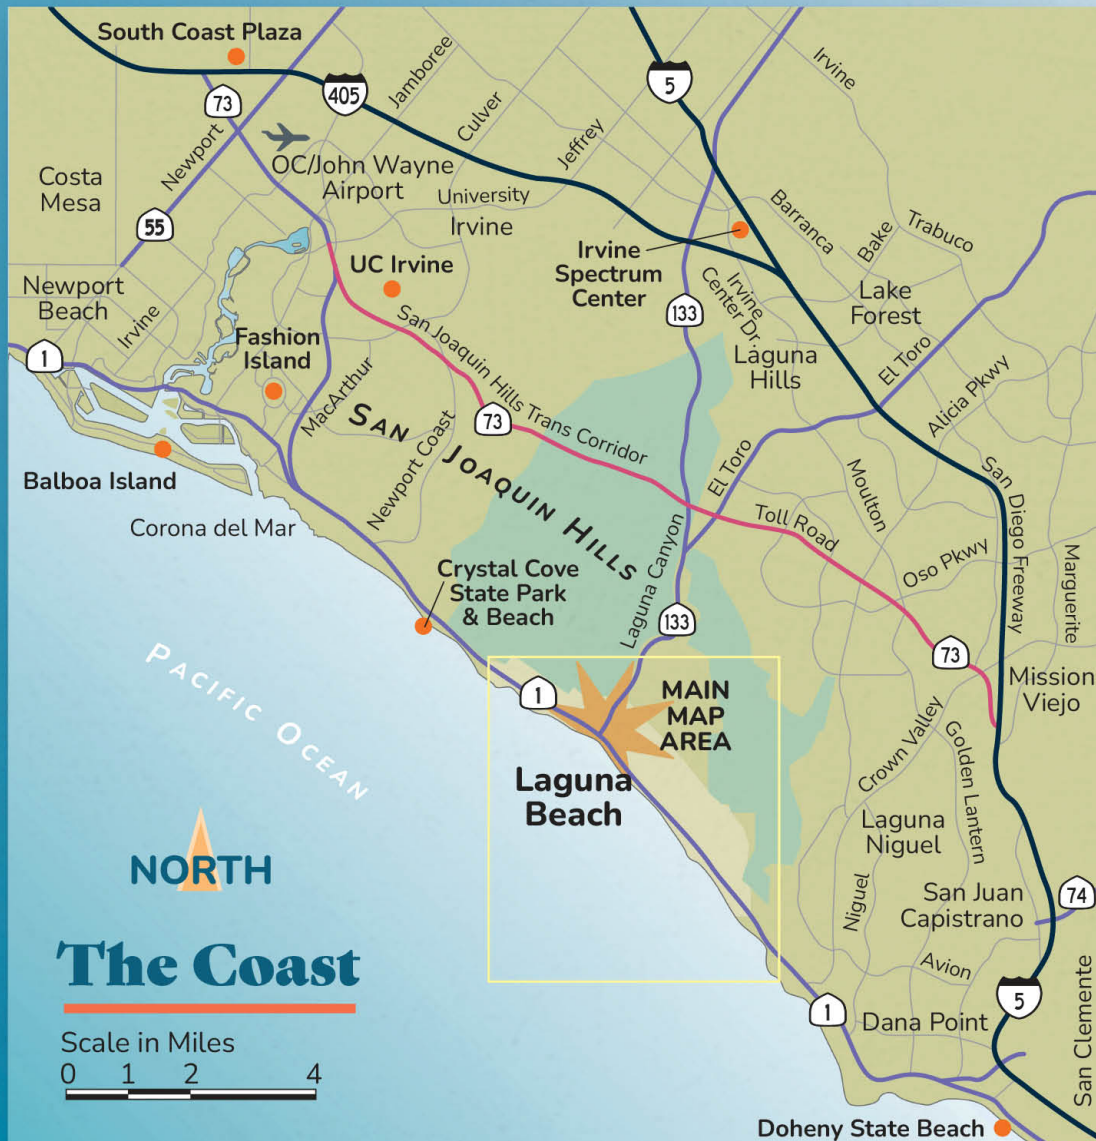 South Coast Plaza
405
5
73
Jamboree
Culver
Jeffrey
Irvine
Newport
OC/John Wayne
Airport
Costa
Mesa
55
University
Irvine
Barranca
Bake
Trabuco
Irvine
Spectrum
Center
UC Irvine
Newport
Beach
Irvine
Irvine
Center Dr.
Lake
Forest
133
El Toro
Fashion
Island
1
San Joaquin Hills Trans Corridor
Laguna
Hills
Alicia Pkwy
MacArthur
73
San Joaquin Hills
Newport Coast
El Toro
Moulton
San Diego Freeway
Balboa Island
Corona del Mar
Toll Road
Oso Pkwy
Marguerite
Laguna Canyon
Crystal Cove
State Park
& Beach
133
73
Mission
Viejo
Pacific Ocean
1
MAIN
MAP
AREA
Crown Valley
Golden Lantern
Laguna
Beach
Laguna
Niguel
NORTH
Niguel
San Juan
Capistrano
74
The Coast
Avion
5
San Clemente
1
Dana Point
Scale in Miles
0 1 2 4
Doheny State Beach